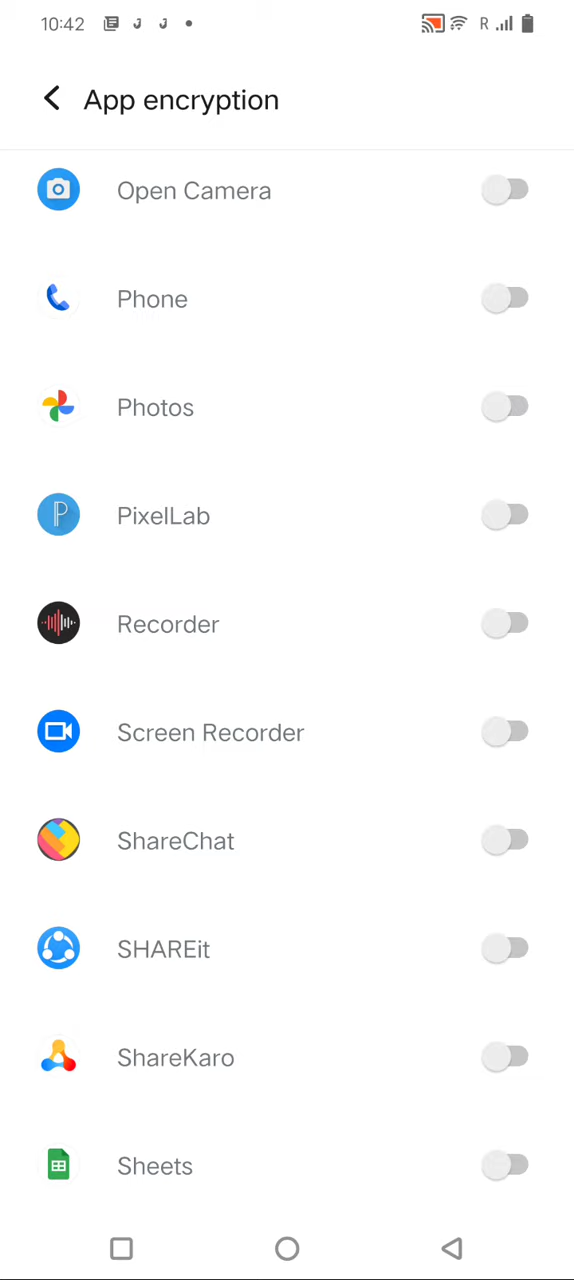 10:42 R
App encryption
Open Camera
Phone
Photos
PixelLab
Recorder
Screen Recorder
ShareChat
SHAREit
ShareKaro
Sheets